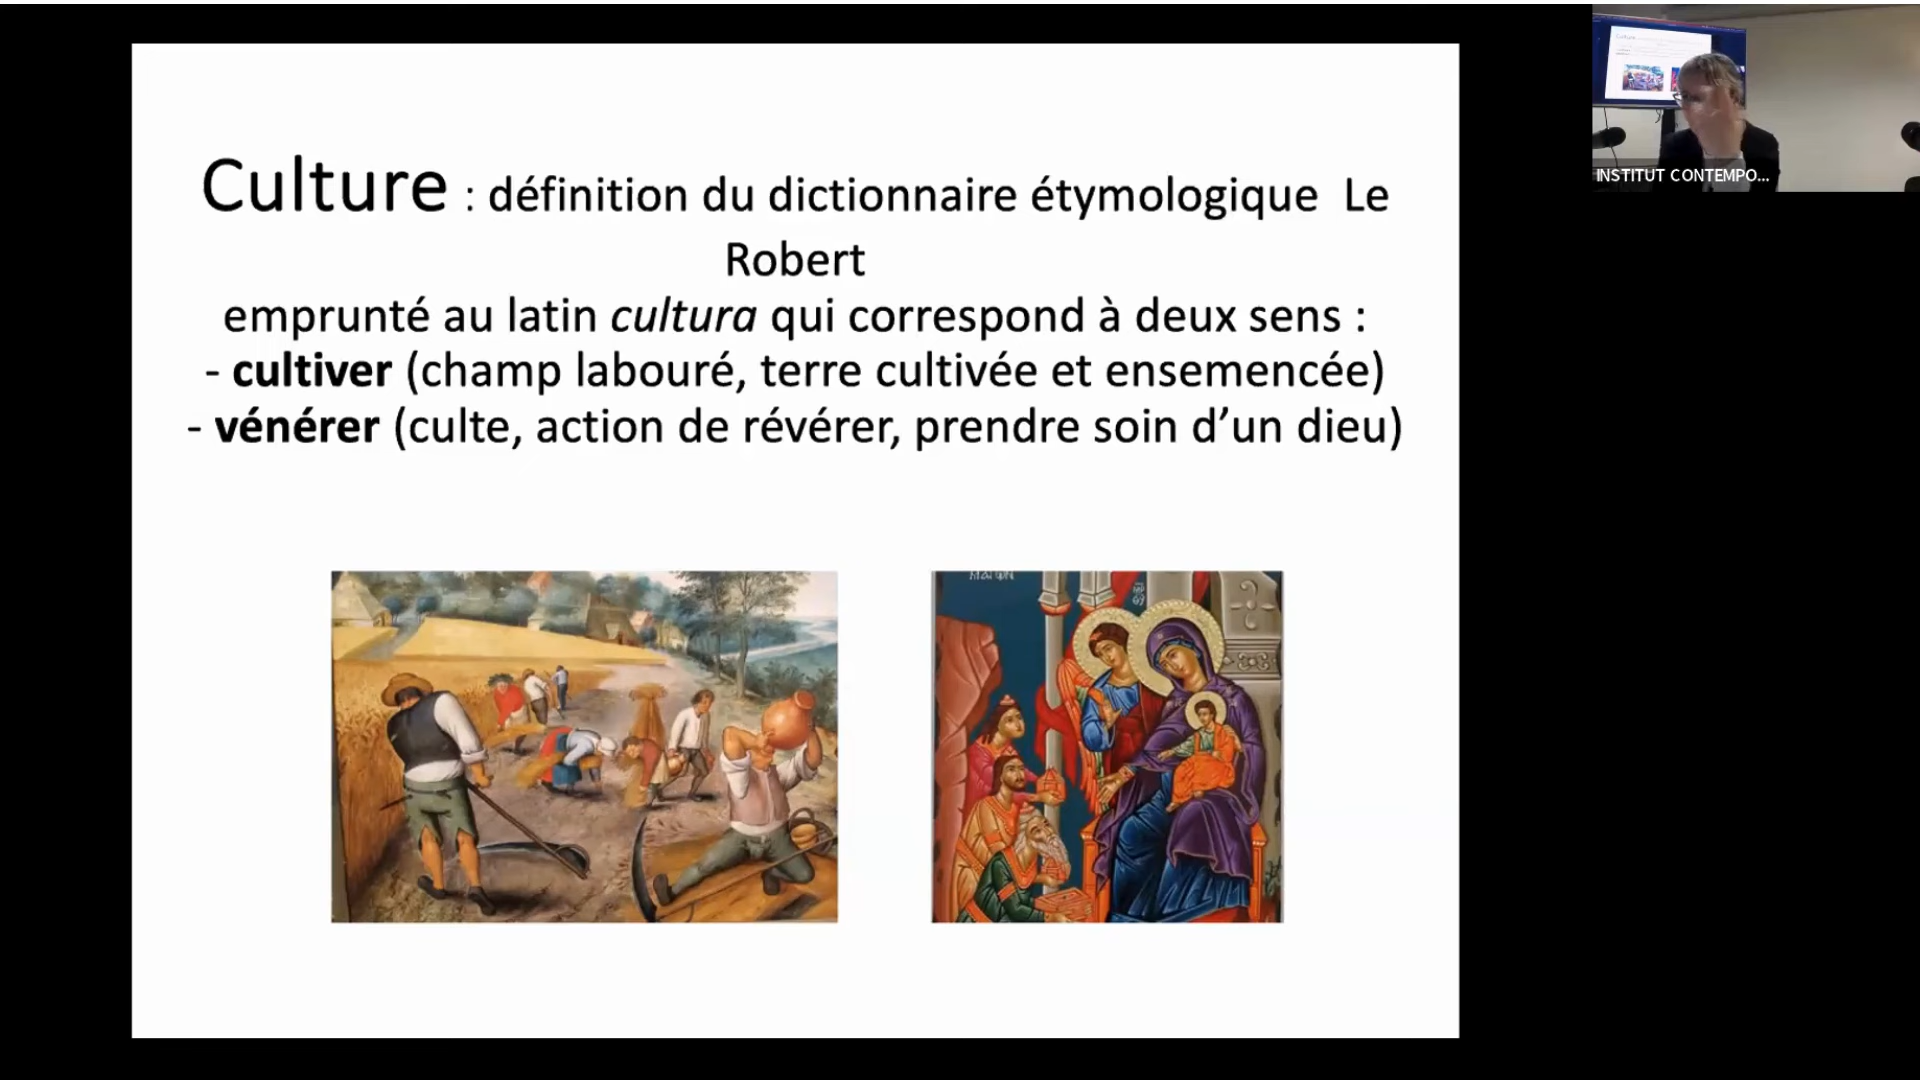 Culture : définition du dictionnaire étymologique Le
Robert
emprunté au latin cultura qui correspond à deux sens :
- cultiver (champ labouré, terre cultivée et ensemencée)
- vénérer (culte, action de révérer, prendre soin d’un dieu)
INSTITUT CONTEMPO...